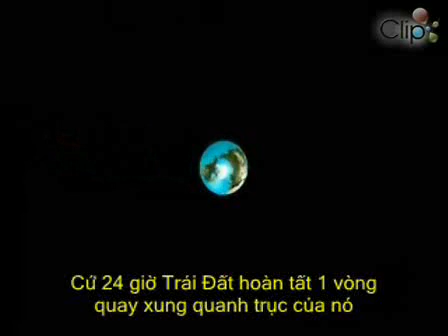 Clip
Cứ 24 giờ Trái Đất hoàn tất 1 vòng
quay xung quanh trục của nó